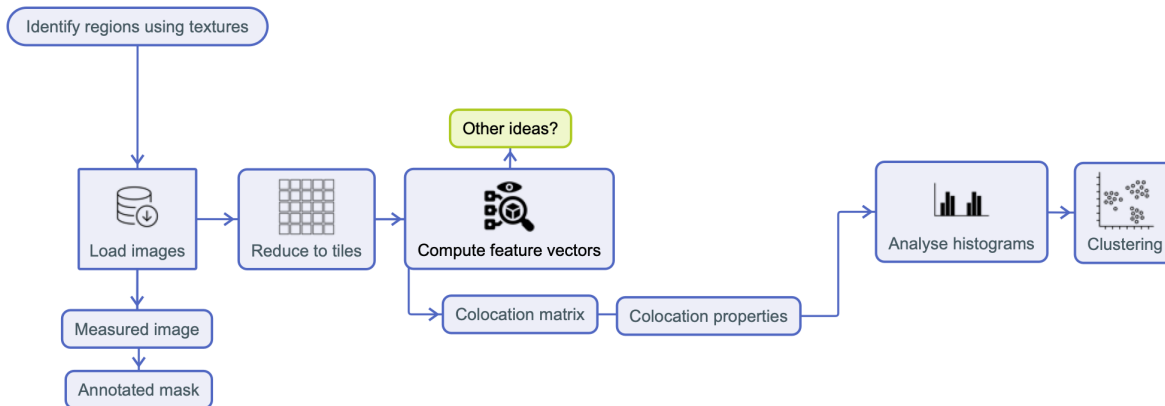 Identify regions using textures
Other ideas?
Load images
Reduce to tiles
Compute feature vectors
Analyse histograms
Clustering
Measured image
Colocation matrix
Colocation properties
Annotated mask